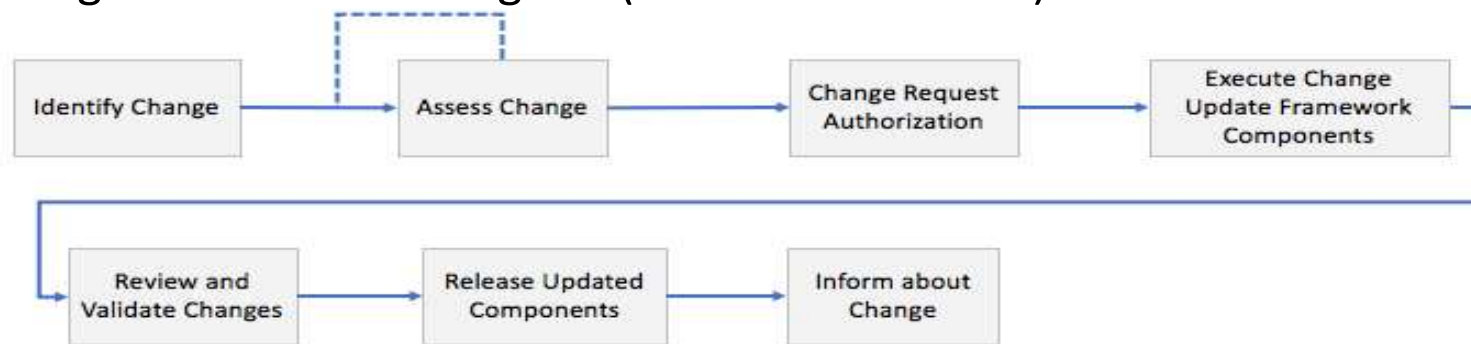 Identify Change
Assess Change
Change Request
Authorization
Execute Change
Update Framework
Components
Review and
Validate Changes
Release Updated
Components
Inform about
Change